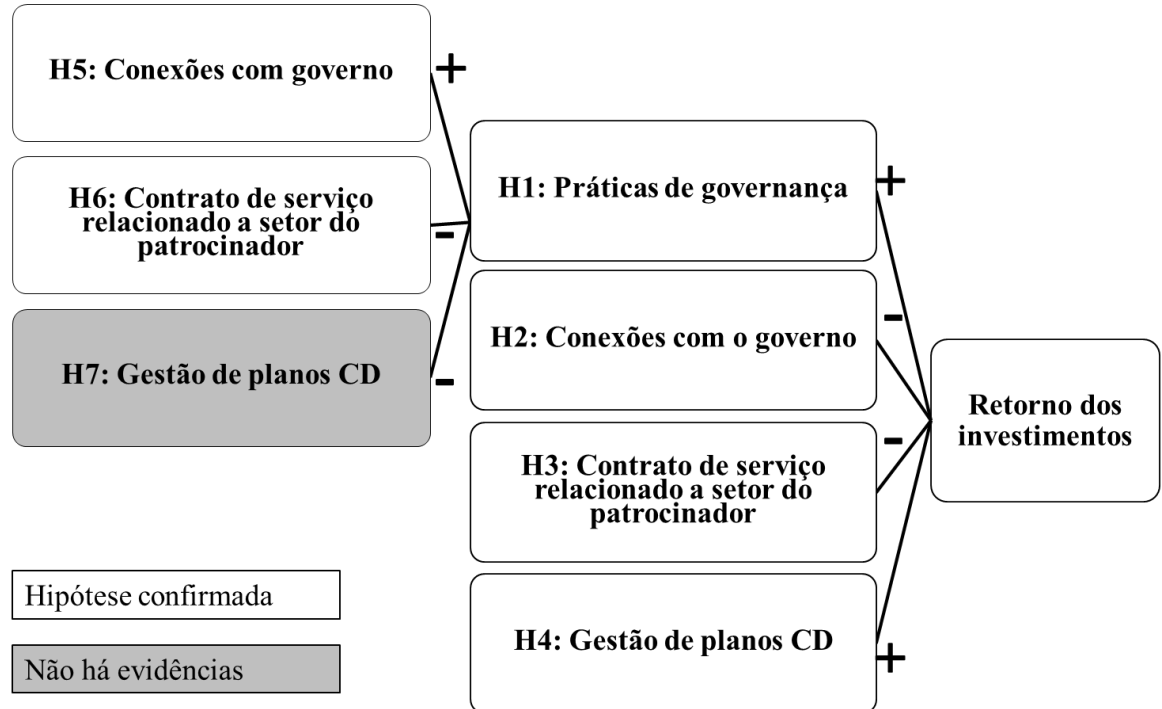 H5: Conexões com governo
+
H6: Contrato de serviço
relacionado a setor do
patrocinador
-
H7: Gestão de planos CD
-
H1: Práticas de governança
+
H2: Conexões com o governo
-
H3: Contrato de serviço
relacionado a setor do
patrocinador
-
H4: Gestão de planos CD
+
Retorno dos
investimentos
Hipótese confirmada
Não há evidências